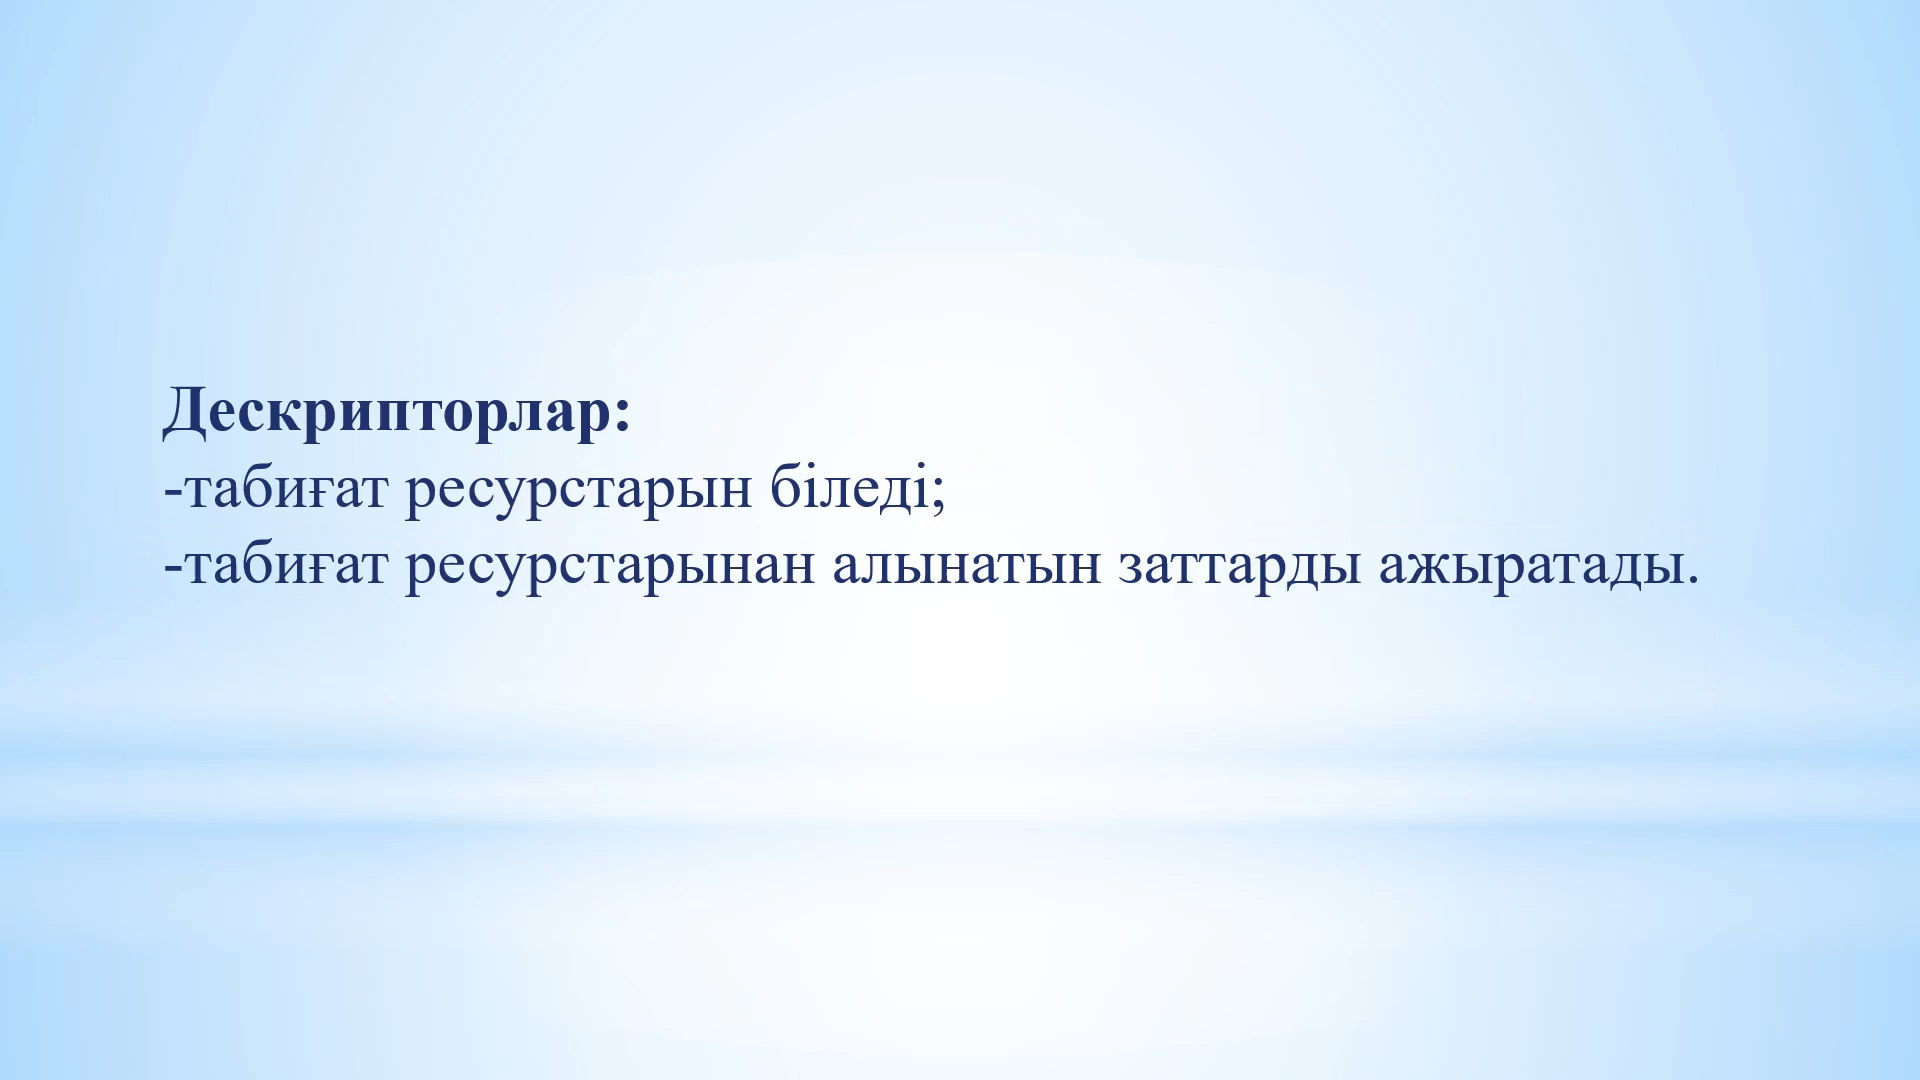 Дескрипторлар:
-табиғат ресурстарын біледі;
-табиғат ресурстарынан алынатын заттарды ажыратады.